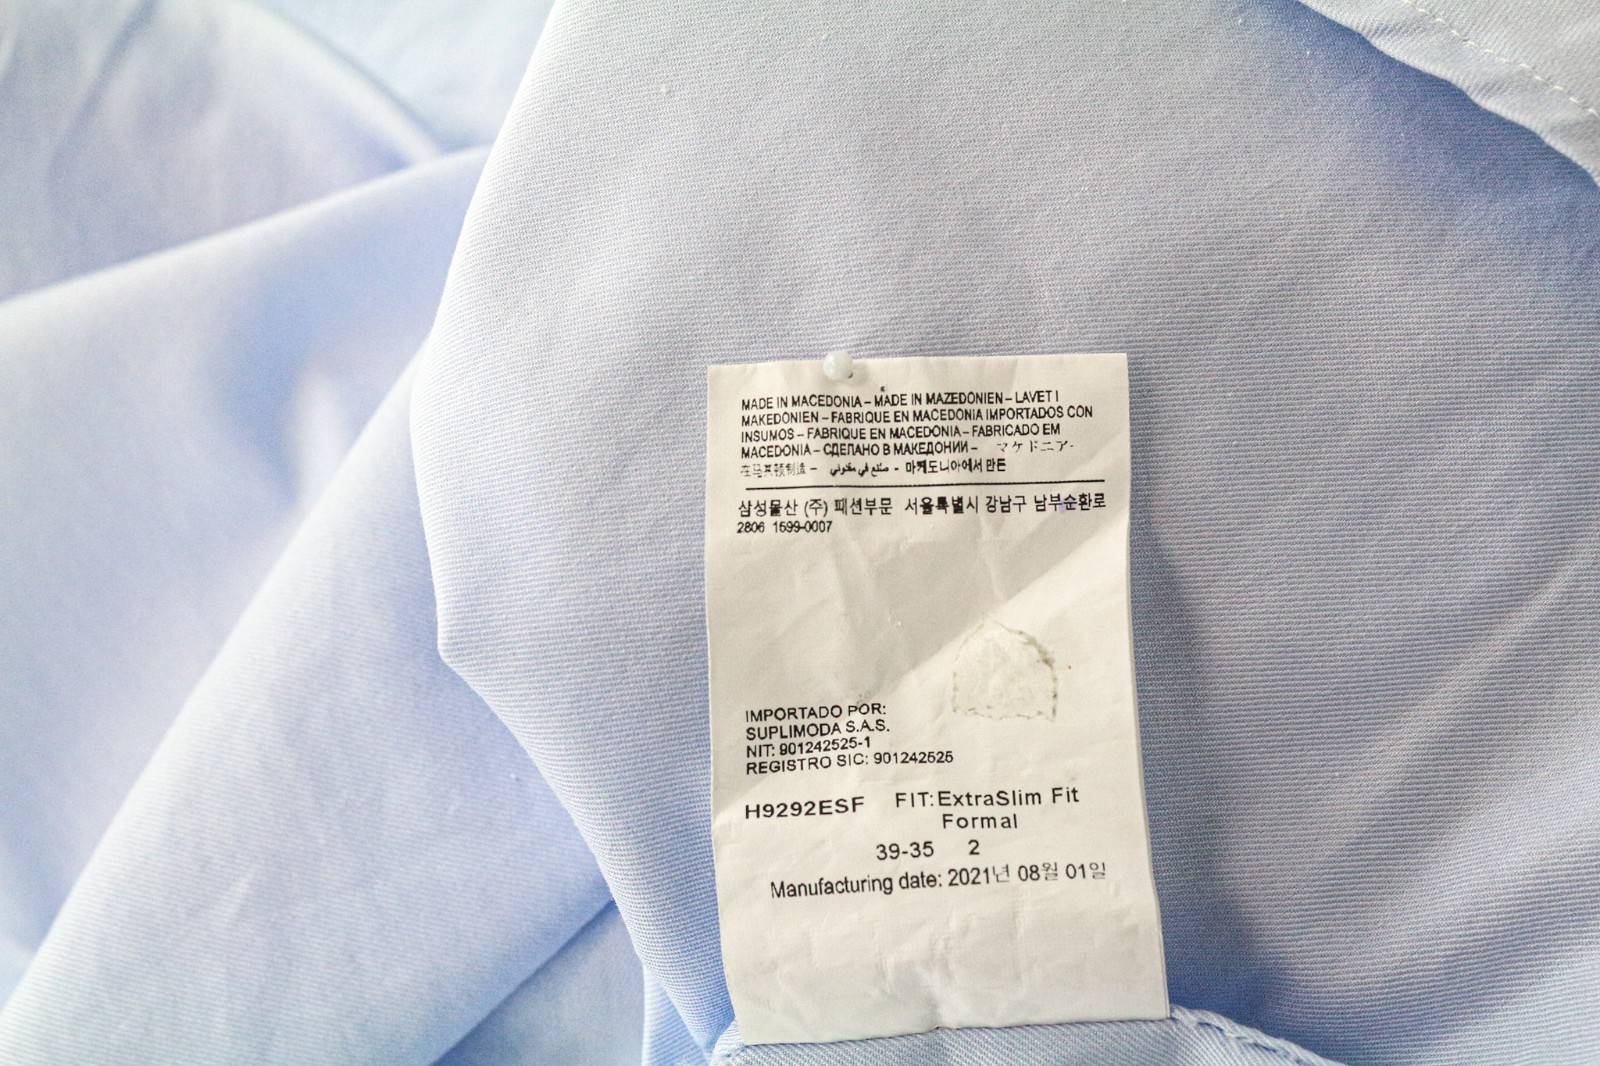 MADE IN MACEDONIA – MADE IN MAZEDONIEN – LAVET I
MAKEDONIEN – FABRIQUE EN MACEDONIA IMPORTADOS CON
INSUMOS – FABRIQUE EN MACEDONIA – FABRICADO EM
MACEDONIA – СДЕПАНО В МАКЕДОНИИ – マケドニア-
在马其顿制造 – صنع في مقدوني - 마케도니아에서 만든
삼성물산 (주) 패션부문 서울특별시 강남구 남부순환로
2806 1599-0007
IMPORTADO POR:
SUPLIMODA S.A.S.
NIT: 901242525-1
REGISTRO SIC: 901242525
H9292ESF FIT:ExtraSlim Fit
Formal
39-35 2
Manufacturing date: 2021년 08월 01일